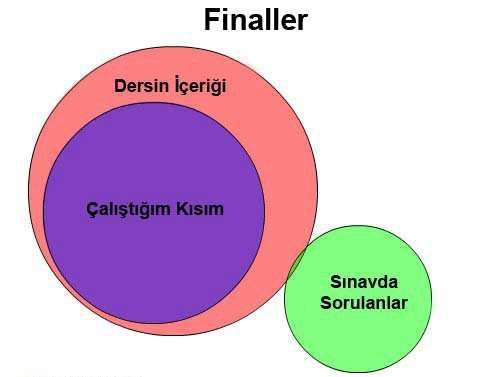 Finaller
Dersin İçeriği
Çalıştığım Kısım
Sınavda
Sorulanlar